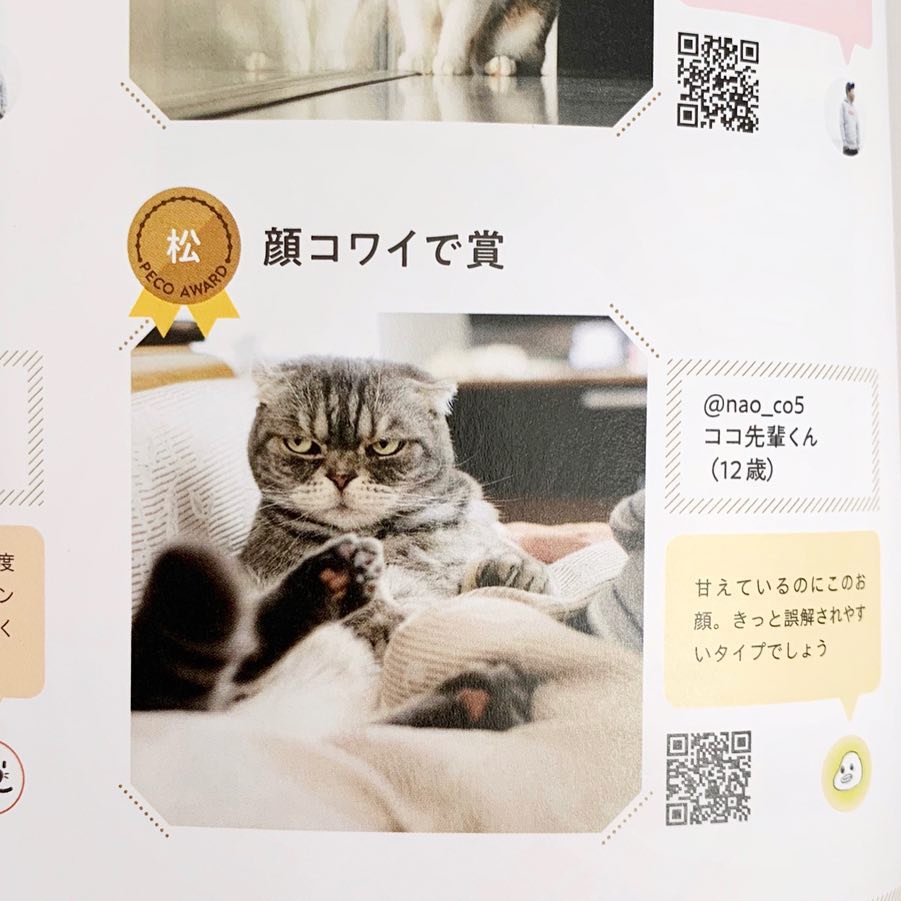 松
PECO AWARD
顔コワイで賞
@nao_co5
ココ先輩くん
（12歳）
度
ン
く
甘えているのにこのお
顔。きっと誤解されやす
いタイプでしょう